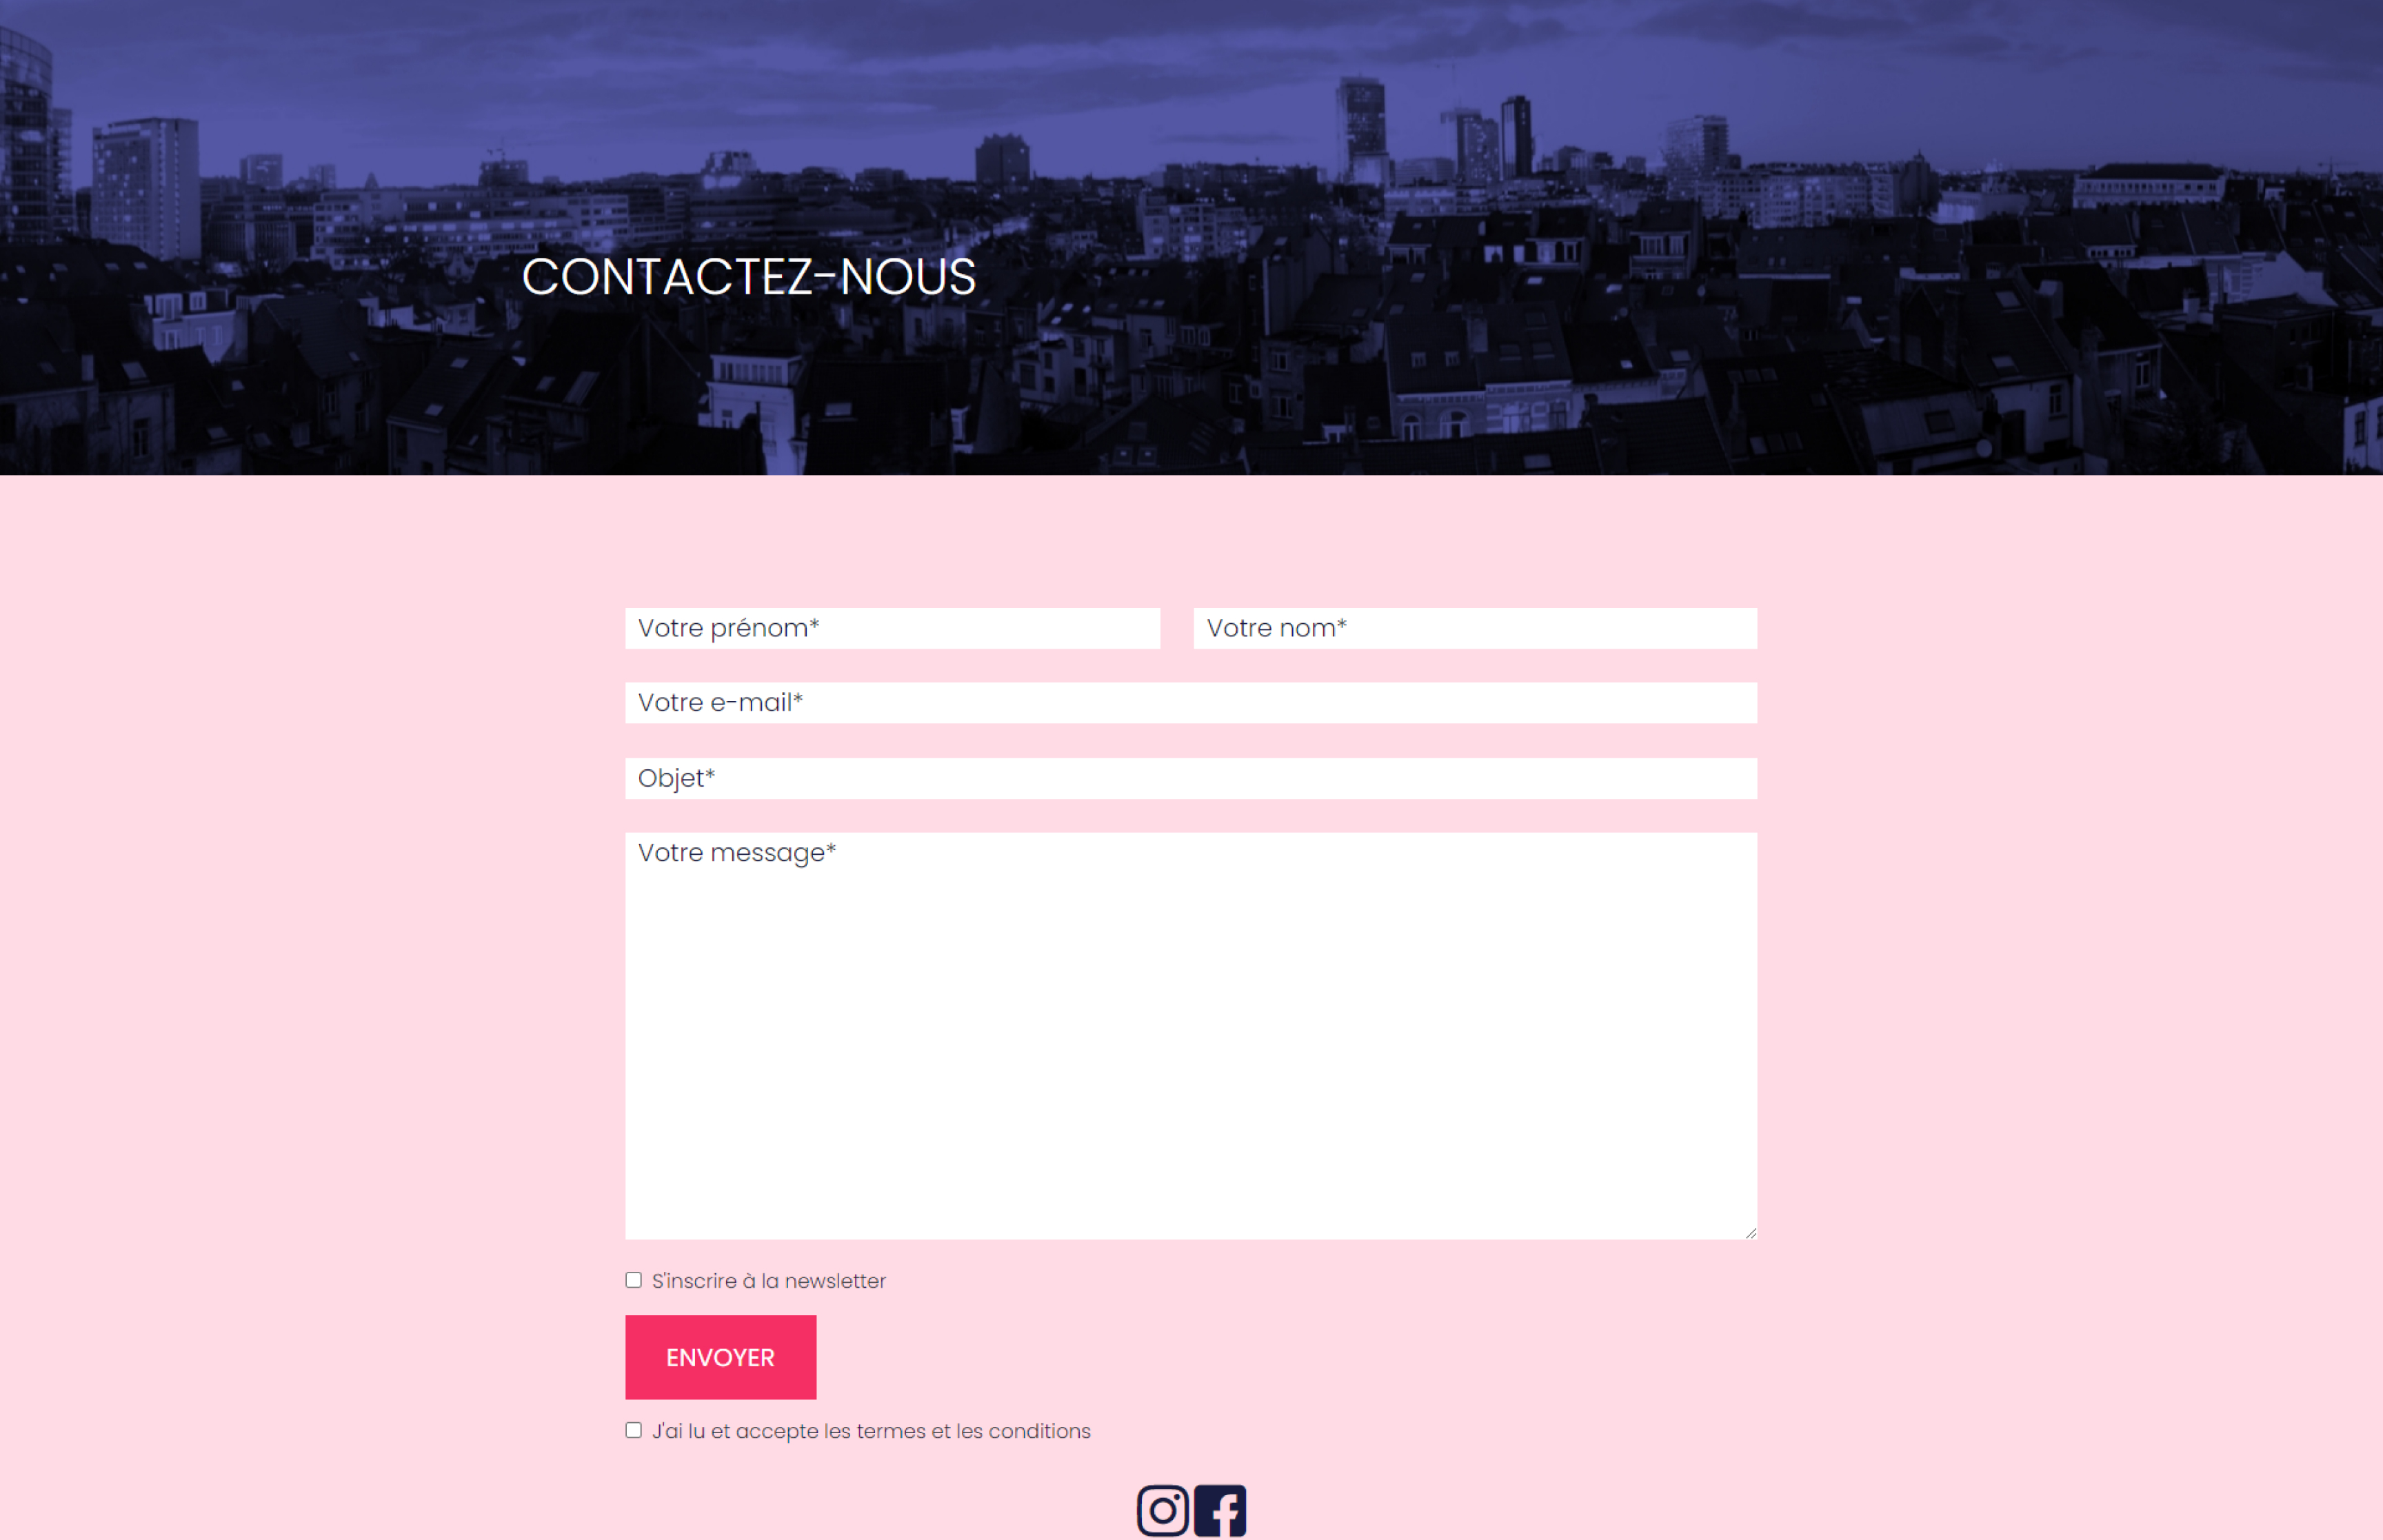 CONTACTEZ-NOUS
Votre prénom*
Votre nom*
Votre e-mail*
Objet*
Votre message*
S'inscrire à la newsletter
ENVOYER
J'ai lu et accepte les termes et les conditions